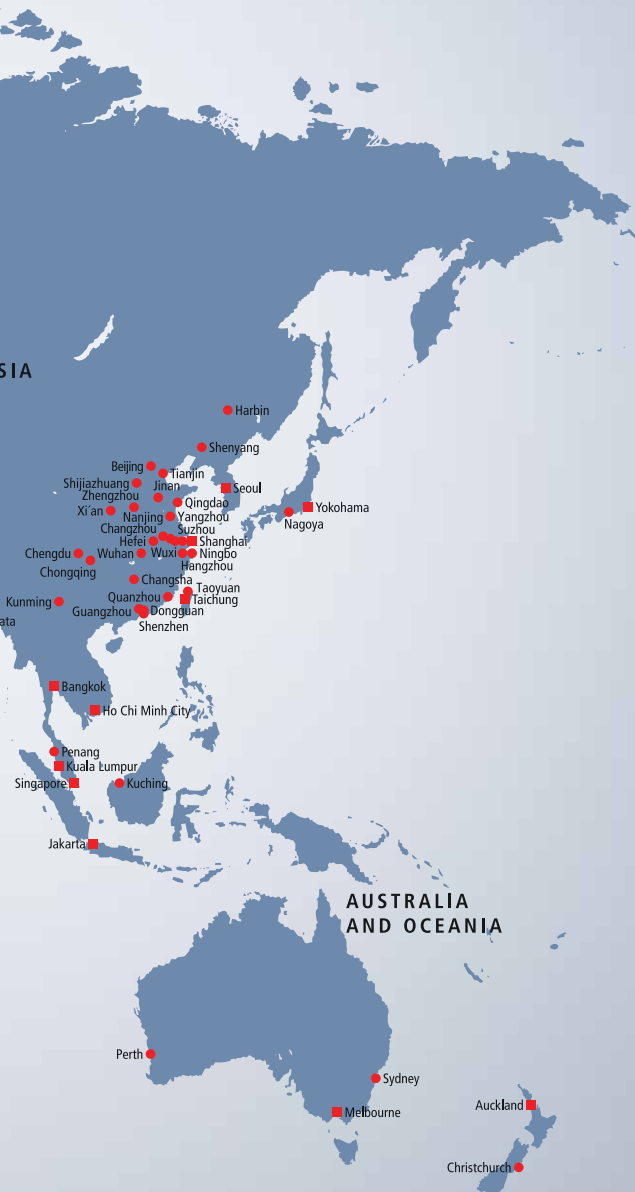 SIA
Harbin
Shenyang
Beijing
Tianjin
Shijiazhuang
Jinan
Seoul
Zhengzhou
Qingdao
Yokohama
Xi´an
Nanjing
Yangzhou
Nagoya
Changzhou
Suzhou
Hefei
Shanghai
Chengdu
Wuhan
Wuxi
Ningbo
Hangzhou
Chongqing
Changsha
Taoyuan
Quanzhou
Taichung
Kunming
Guangzhou
Dongguan
ata
Shenzhen
Bangkok
Ho Chi Minh City
Penang
Kuala Lumpur
Singapore
Kuching
Jakarta
AUSTRALIA
AND OCEANIA
Perth
Sydney
Auckland
Melbourne
Christchurch